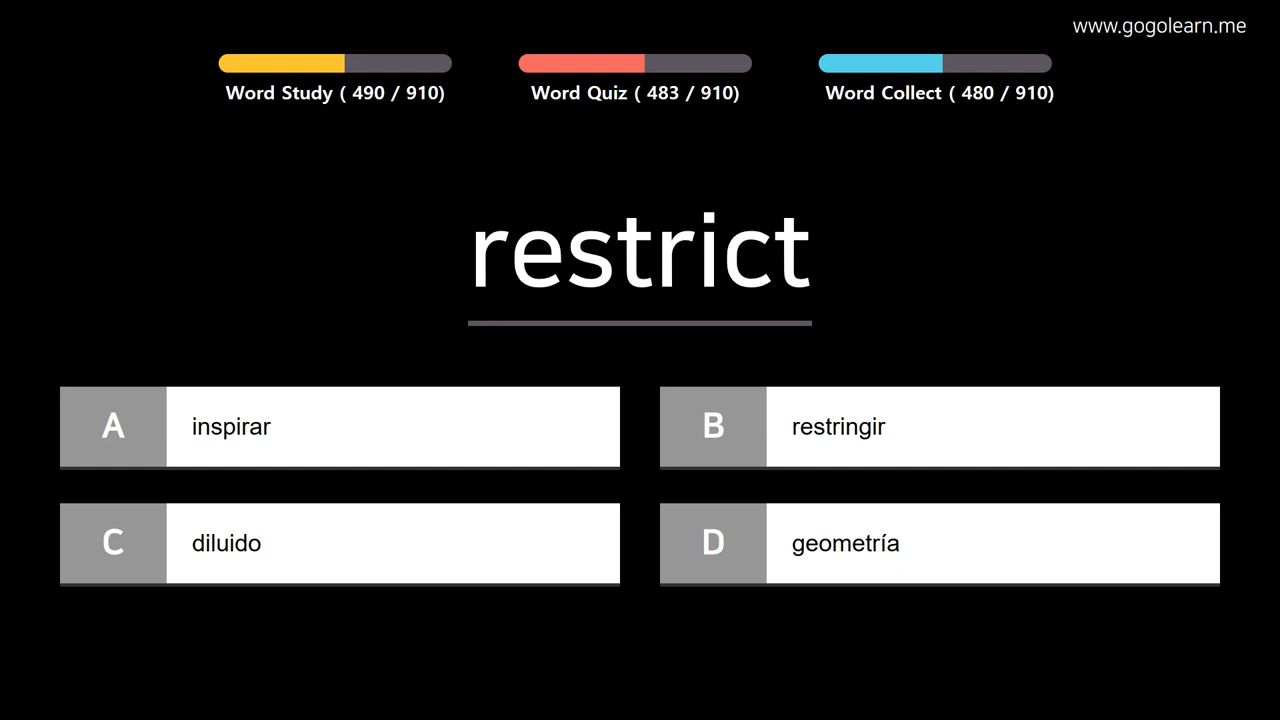 www.gogolearn.me
Word Study ( 490 / 910)
Word Quiz ( 483 / 910)
Word Collect ( 480 / 910)
restrict
A inspirar
B restringir
C diluido
D geometría